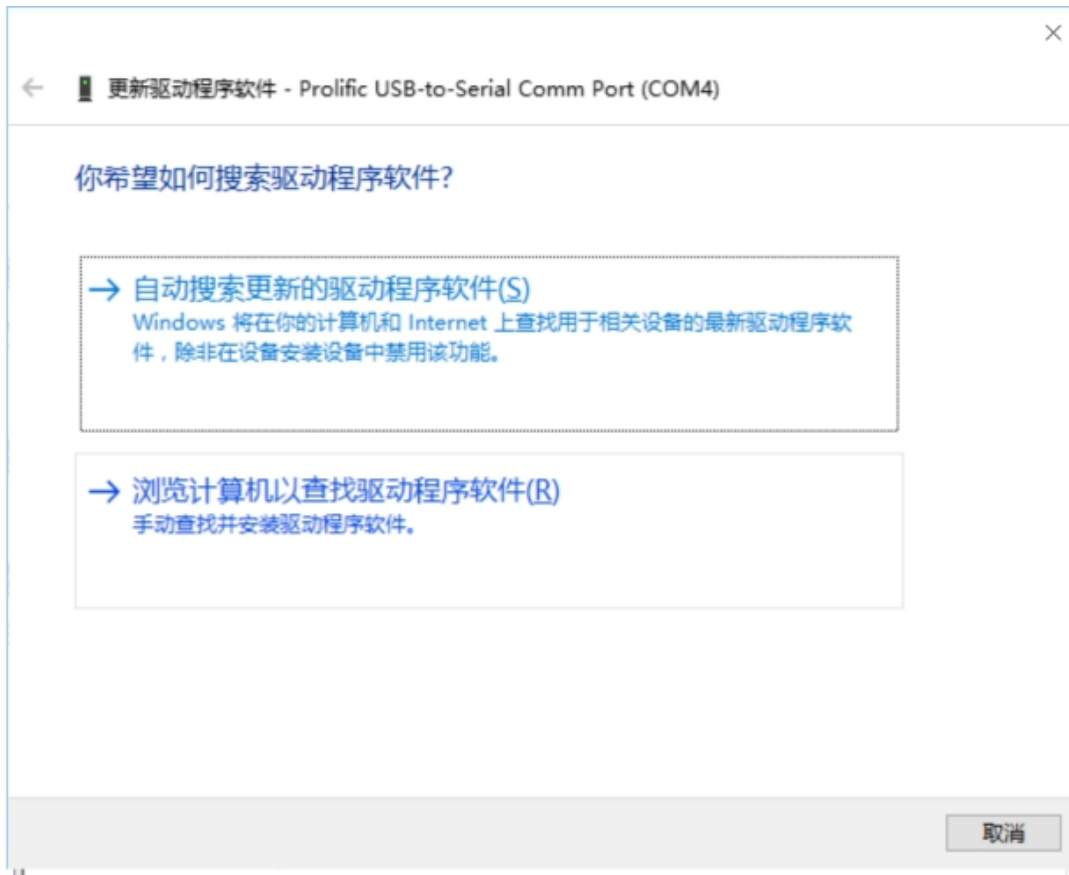 更新驱动程序软件 - Prolific USB-to-Serial Comm Port (COM4)
你希望如何搜索驱动程序软件?
自动搜索更新的驱动程序软件(S)
Windows 将在你的计算机和 Internet 上查找用于相关设备的最新驱动程序软
件，除非在设备安装设备中禁用该功能。
浏览计算机以查找驱动程序软件(R)
手动查找并安装驱动程序软件。
取消